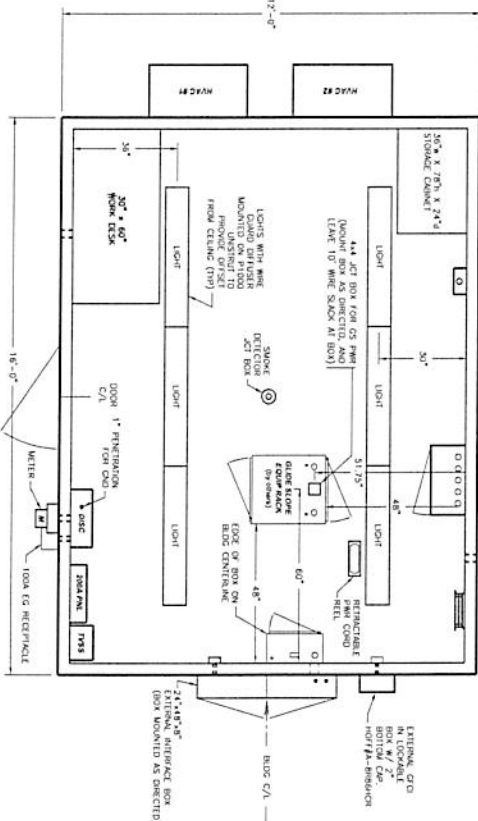 12'-0"
HVAC #1
HVAC #2
36"w X 78"h X 24"d
STORAGE CABINET
30" x 60"
WORK DESK
36"
LIGHTS WITH WIRE
GUARD DIFFUSER
MOUNTED ON P1000
UNISTRUT TO
PROVIDE OFFSET
FROM CEILING (TYP)
4x4 JCT BOX FOR GS PWR
(MOUNT BOX AS DIRECTED, AND
LEAVE 10' WIRE SLACK AT BOX)
LIGHT
LIGHT
LIGHT
LIGHT
LIGHT
LIGHT
30"
SMOKE
DETECTOR
JCT BOX
51.75"
48"
GLIDE SLOPE
EQUIP RACK
(by others)
60"
48"
RETRACTABLE
PWR CORD
REEL
EDGE OF BOX ON
BLDG CENTERLINE
16'-0"
DOOR
C/L
1"
PENETRATION
FOR GND
DISC
METER
M
100A EG RECEPTACLE
200A PNL
TVSS
24"x48"x8"
EXTERNAL INTERFACE BOX
(BOX MOUNTED AS DIRECTED
BLDG C/L
EXTERNAL GFCI
IN LOCKABLE
BOX W/ 2"
BOTTOM CAP.